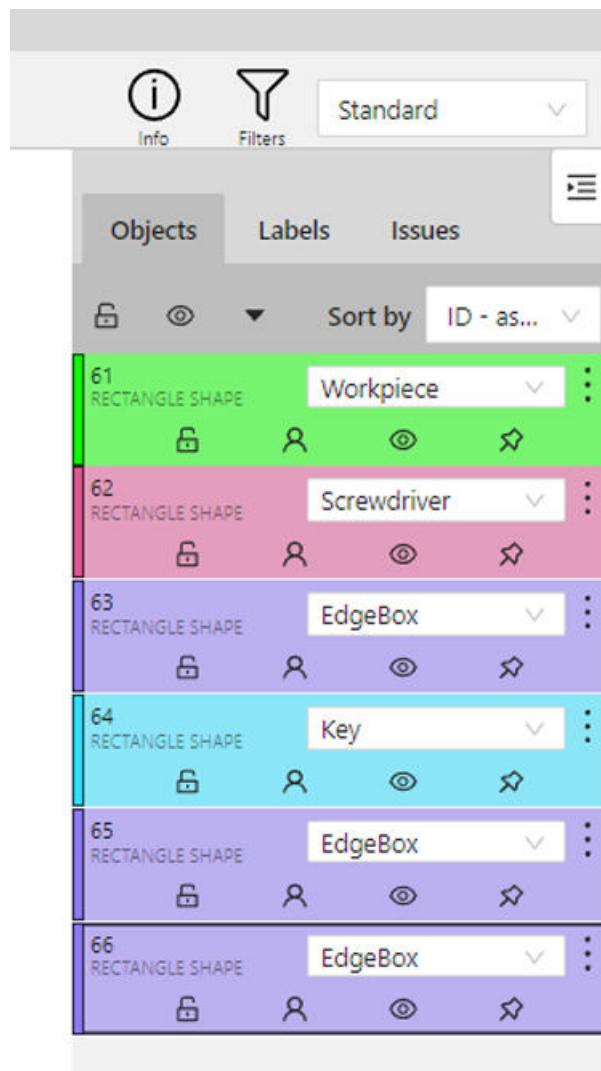 Info
Filters
Standard
Objects
Labels
Issues
Sort by
ID - as...
61
RECTANGLE SHAPE
Workpiece
62
RECTANGLE SHAPE
Screwdriver
63
RECTANGLE SHAPE
EdgeBox
64
RECTANGLE SHAPE
Key
65
RECTANGLE SHAPE
EdgeBox
66
RECTANGLE SHAPE
EdgeBox